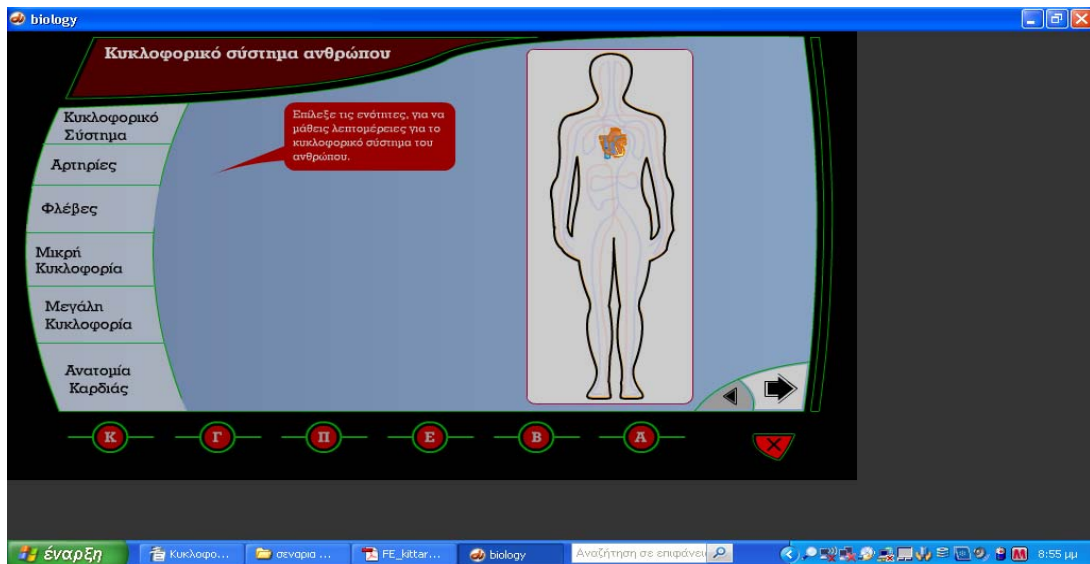 biology
Κυκλοφορικό σύστημα ανθρώπου
Κυκλοφορικό
Σύστημα
Αρτηρίες
Φλέβες
Μικρή
Κυκλοφορία
Μεγάλη
Κυκλοφορία
Ανατομία
Καρδιάς
Επίλεξε τις ενότητες, για να
μάθεις λεπτομέρειες για το
κυκλοφορικό σύστημα του
ανθρώπου.
Κ Γ Π Ε Β Α
έναρξη
Κυκλοφο...
σεναρια ...
FE_kittar...
biology
Αναζήτηση σε επιφάνει
8:55 μμ